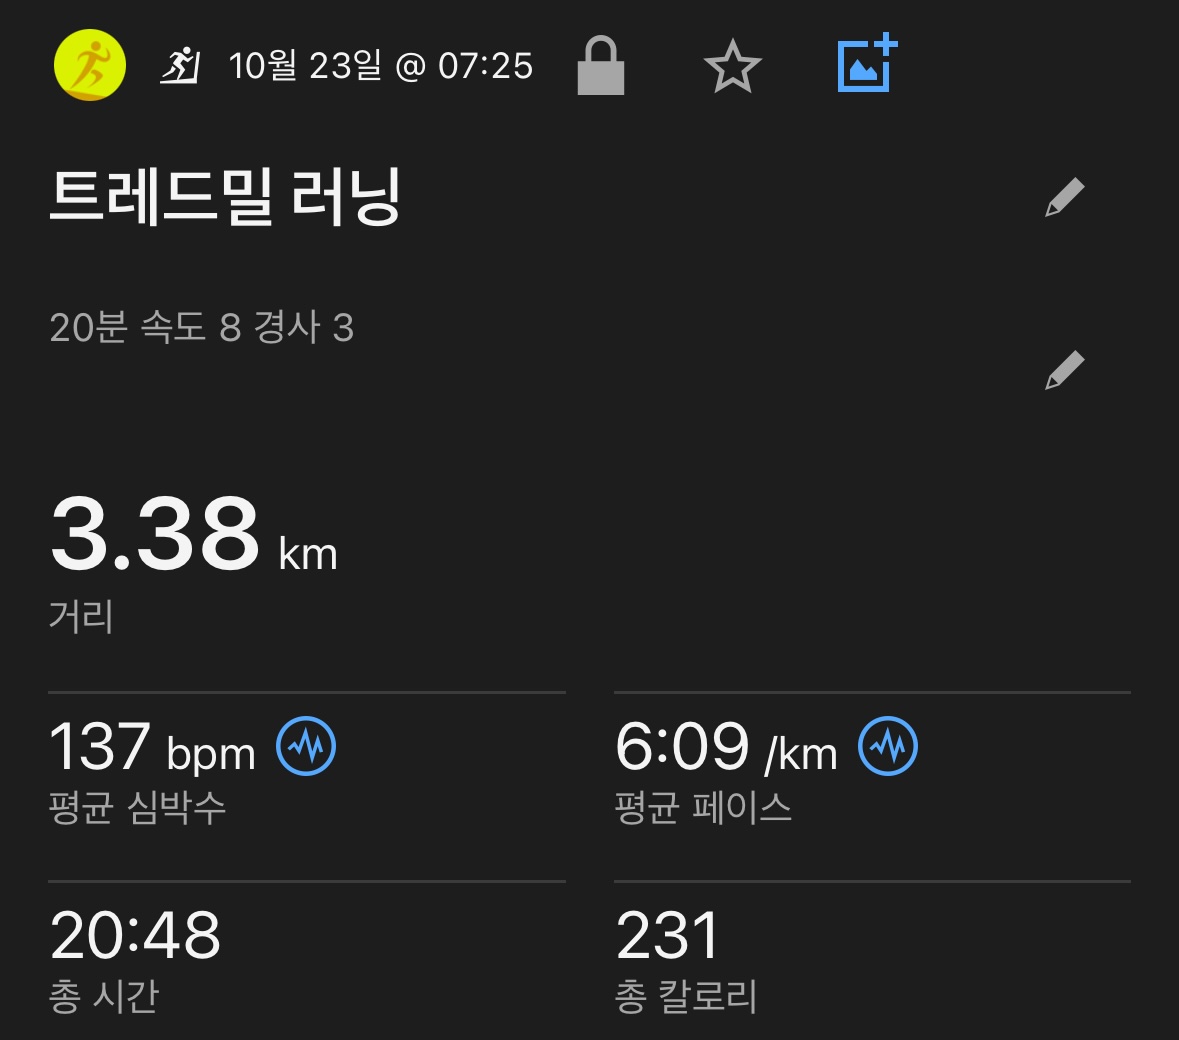 10월 23일 @ 07:25
트레드밀 러닝
20분 속도 8 경사 3
3.38 km
거리
137 bpm
평균 심박수
6:09 /km
평균 페이스
20:48
총 시간
231
총 칼로리